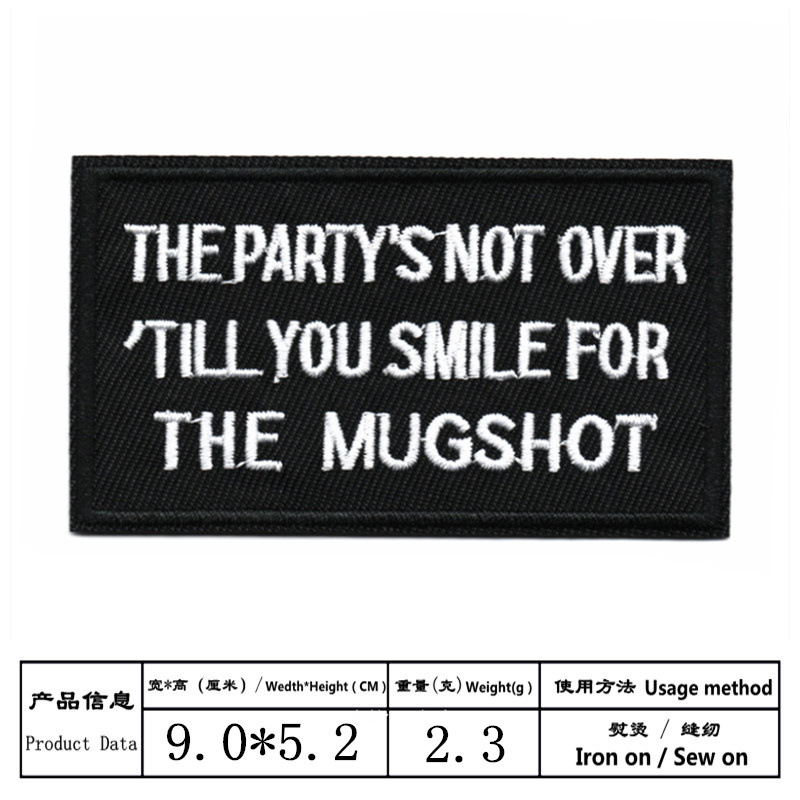 THE PARTY'S NOT OVER
'TILL YOU SMILE FOR
THE MUGSHOT
产品信息
Product Data
宽*高（厘米）/ Wedth*Height ( CM )
9.0*5.2
重量(克) Weight(g)
2.3
使用方法 Usage method
熨烫 / 缝纫
Iron on / Sew on